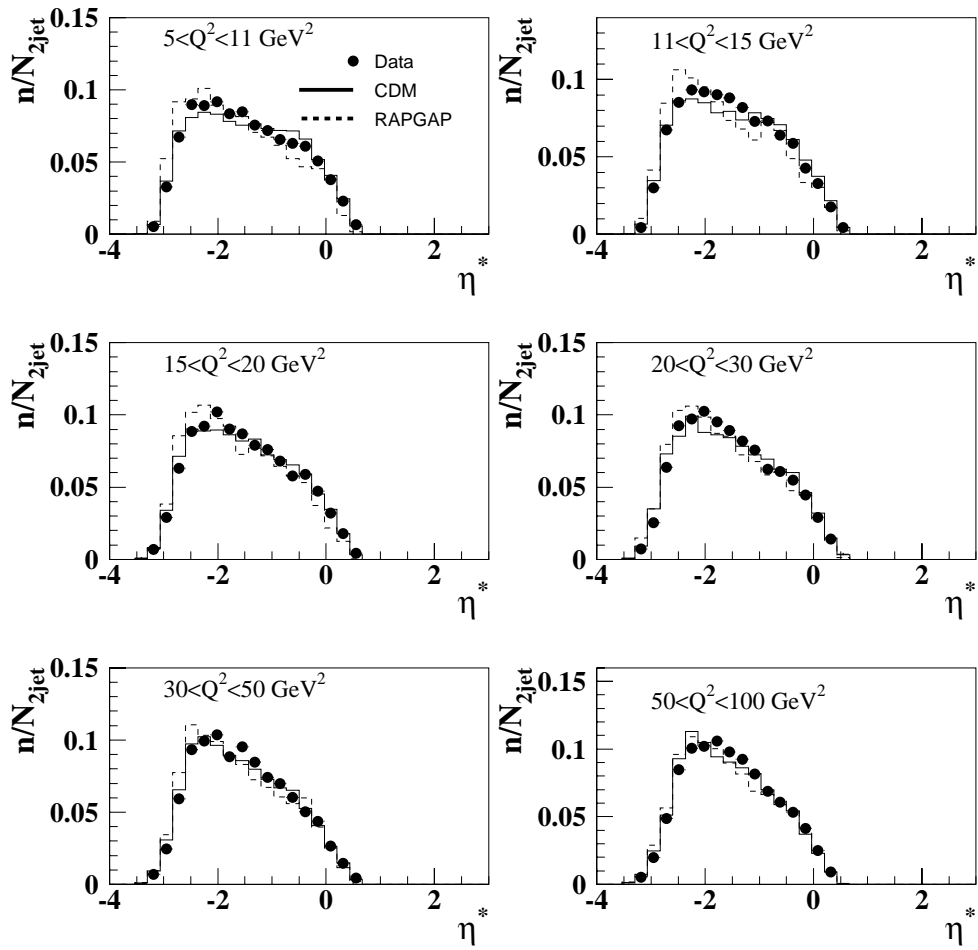 n/N2jet
0.15
0.1
0.05
0
5<Q²<11 GeV²
Data
CDM
RAPGAP
-4 -2 0 2
η*
n/N2jet
0.15
0.1
0.05
0
11<Q²<15 GeV²
-4 -2 0 2
η*
n/N2jet
0.15
0.1
0.05
0
15<Q²<20 GeV²
-4 -2 0 2
η*
n/N2jet
0.15
0.1
0.05
0
20<Q²<30 GeV²
-4 -2 0 2
η*
n/N2jet
0.15
0.1
0.05
0
30<Q²<50 GeV²
-4 -2 0 2
η*
n/N2jet
0.15
0.1
0.05
0
50<Q²<100 GeV²
-4 -2 0 2
η*